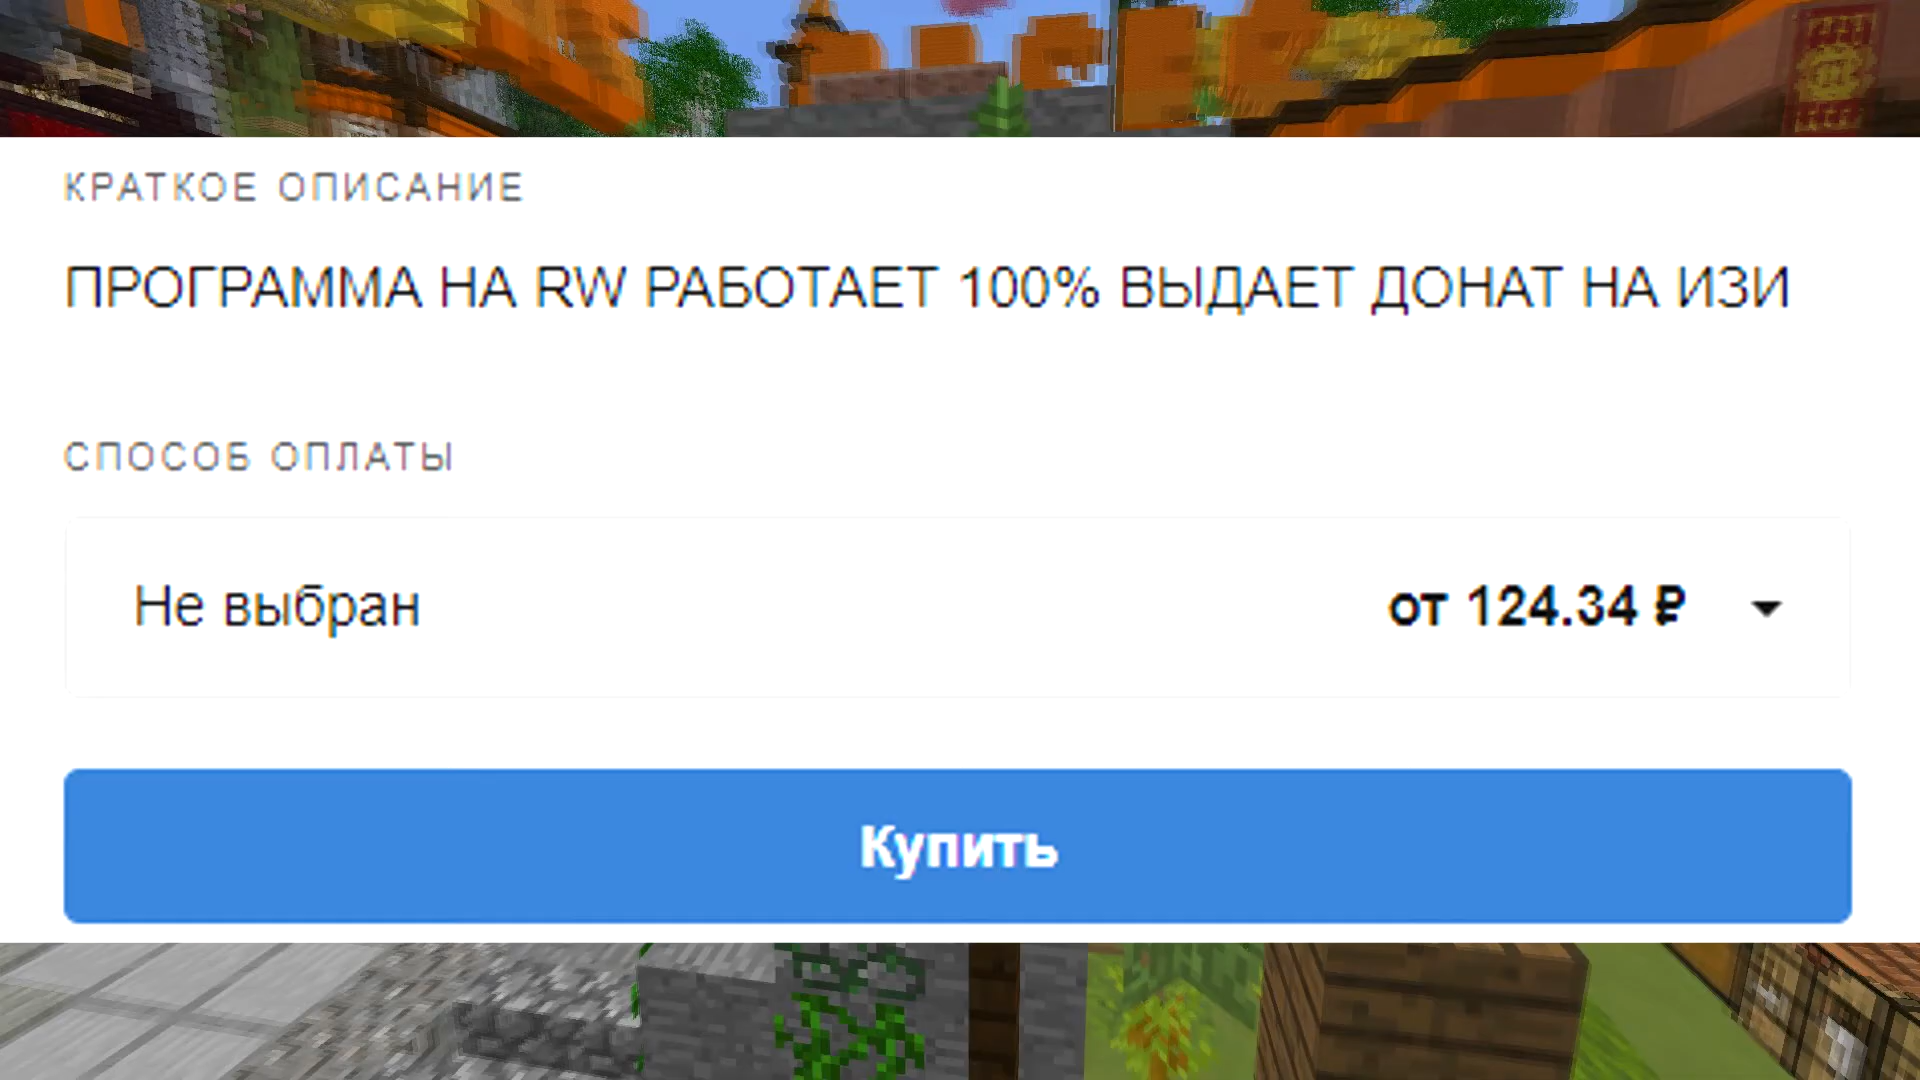 КРАТКОЕ ОПИСАНИЕ
ПРОГРАММА НА RW РАБОТАЕТ 100% ВЫДАЕТ ДОНАТ НА ИЗИ
СПОСОБ ОПЛАТЫ
Не выбран от 124.34 ₽
Купить